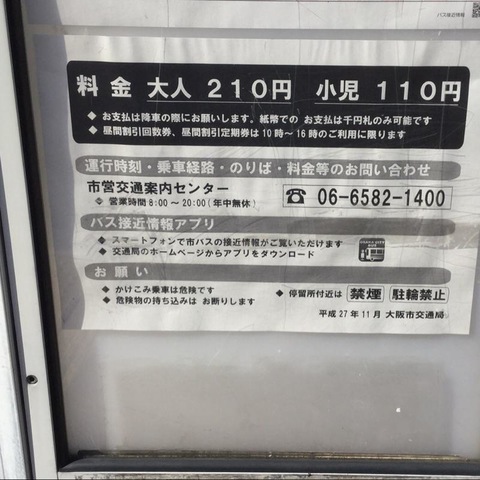 バス接近情報
料金 大人 210円 小児 110円
◆ お支払は降車の際にお願いします。紙幣での お支払は千円札のみ可能です
◆ 昼間割引回数券、昼間割引定期券は10時～16時のご利用に限ります
運行時刻・乗車経路・のりば・料金等のお問い合わせ
市営交通案内センター
◆ 営業時間 8:00～20:00(年中無休)
☎ 06-6582-1400
バス接近情報アプリ
◆ スマートフォンで市バスの接近情報がご覧いただけます
◆ 交通局のホームページからアプリをダウンロード
お願い
◆ かけこみ乗車は危険です
◆ 危険物の持ち込みは お断りします
◆ 停留所付近は 禁煙 駐輪禁止
平成27年11月 大阪市交通局